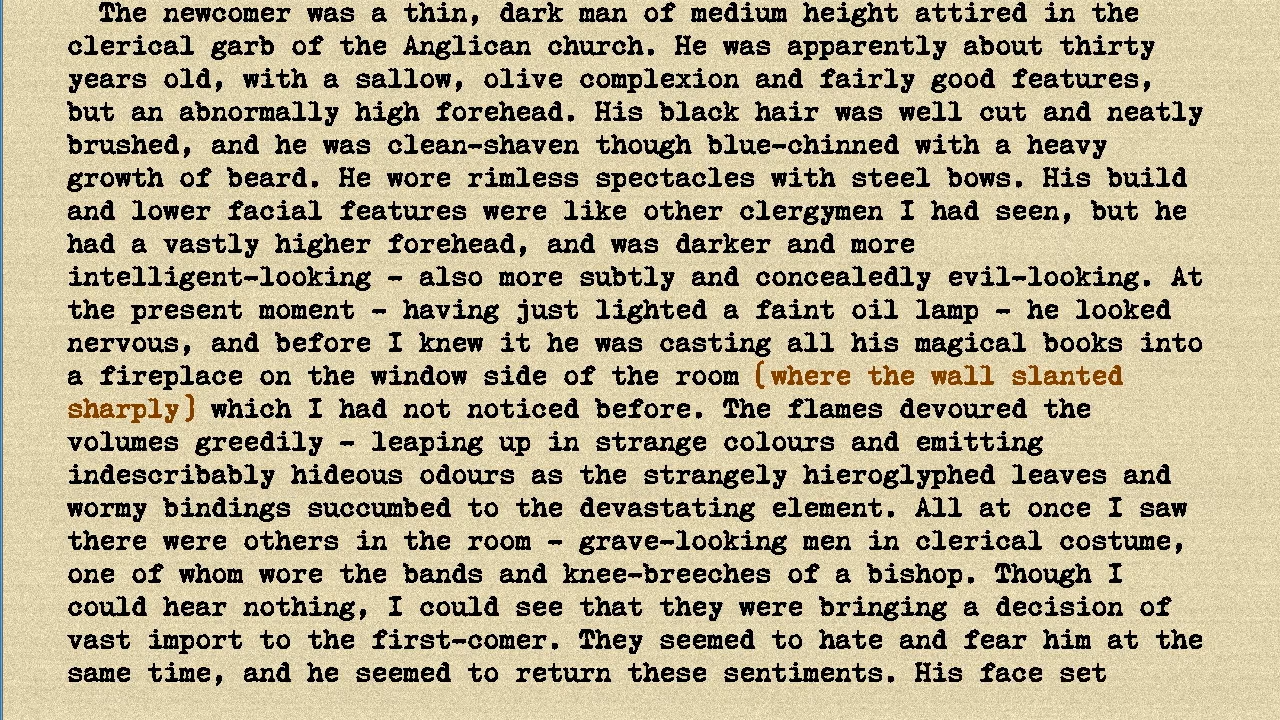 The newcomer was a thin, dark man of medium height attired in the
clerical garb of the Anglican church. He was apparently about thirty
years old, with a sallow, olive complexion and fairly good features,
but an abnormally high forehead. His black hair was well cut and neatly
brushed, and he was clean-shaven though blue-chinned with a heavy
growth of beard. He wore rimless spectacles with steel bows. His build
and lower facial features were like other clergymen I had seen, but he
had a vastly higher forehead, and was darker and more
intelligent-looking - also more subtly and concealedly evil-looking. At
the present moment - having just lighted a faint oil lamp - he looked
nervous, and before I knew it he was casting all his magical books into
a fireplace on the window side of the room (where the wall slanted
sharply) which I had not noticed before. The flames devoured the
volumes greedily - leaping up in strange colours and emitting
indescribably hideous odours as the strangely hieroglyphed leaves and
wormy bindings succumbed to the devastating element. All at once I saw
there were others in the room - grave-looking men in clerical costume,
one of whom wore the bands and knee-breeches of a bishop. Though I
could hear nothing, I could see that they were bringing a decision of
vast import to the first-comer. They seemed to hate and fear him at the
same time, and he seemed to return these sentiments. His face set